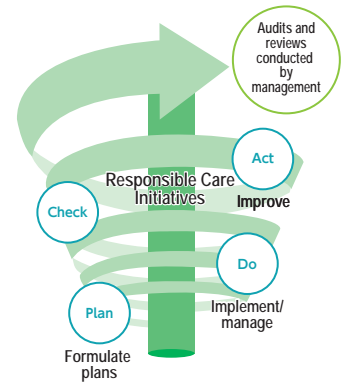 Audits and
reviews
conducted
by
management
Act
Improve
Responsible Care
Initiatives
Check
Do
Implement/
manage
Plan
Formulate
plans